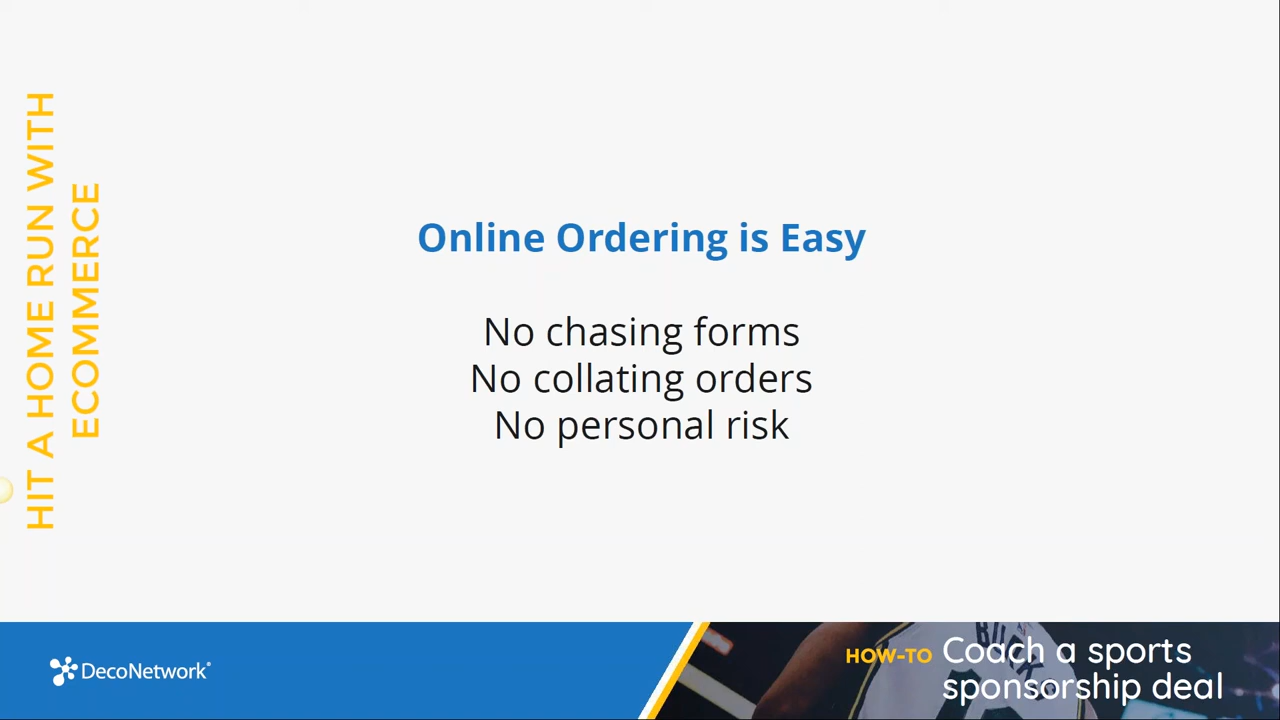 HIT A HOME RUN WITH
ECOMMERCE
Online Ordering is Easy
No chasing forms
No collating orders
No personal risk
DecoNetwork®
HOW-TO Coach a sports
sponsorship deal